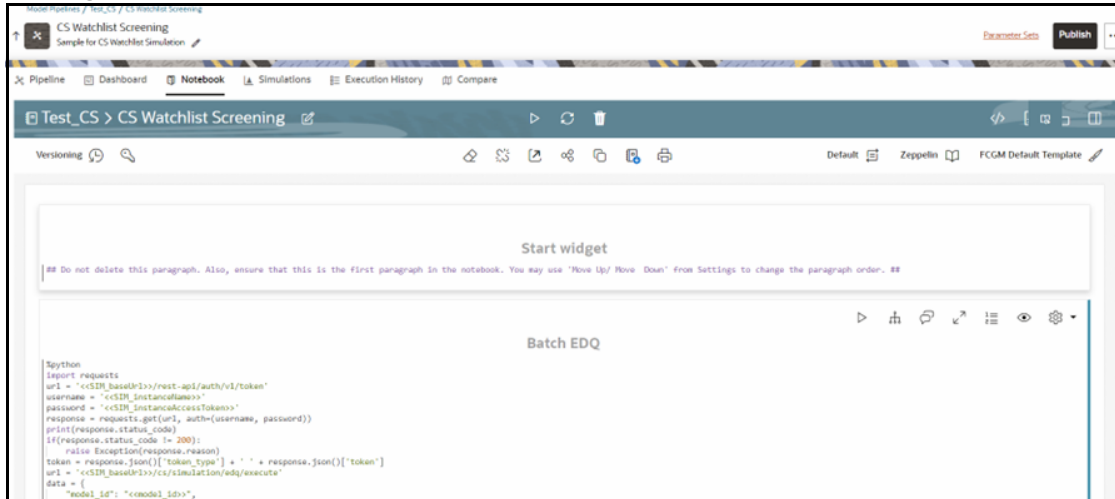 Model Pipelines / Test_CS / CS Watchlist Screening
CS Watchlist Screening
Sample for CS Watchlist Simulation
Parameter Sets
Publish
Pipeline Dashboard Notebook Simulations Execution History Compare
Test_CS > CS Watchlist Screening
Versioning
Default Zeppelin FCGM Default Template
Start widget
## Do not delete this paragraph. Also, ensure that this is the first paragraph in the notebook. You may use 'Move Up/ Move  Down' from Settings to change the paragraph order. ##
Batch EDQ
%python
import requests
url = '<<SIM_baseUrl>>/rest-api/auth/v1/token'
username = '<<SIM_instanceName>>'
password = '<<SIM_instanceAccessToken>>'
response = requests.get(url, auth=(username, password))
print(response.status_code)
if(response.status_code != 200):
    raise Exception(response.reason)
token = response.json()['token_type'] + ' ' + response.json()['token']
url = '<<SIM_baseUrl>>/cs/simulation/edq/execute'
data = {
    "model_id": "<<model_id>>",